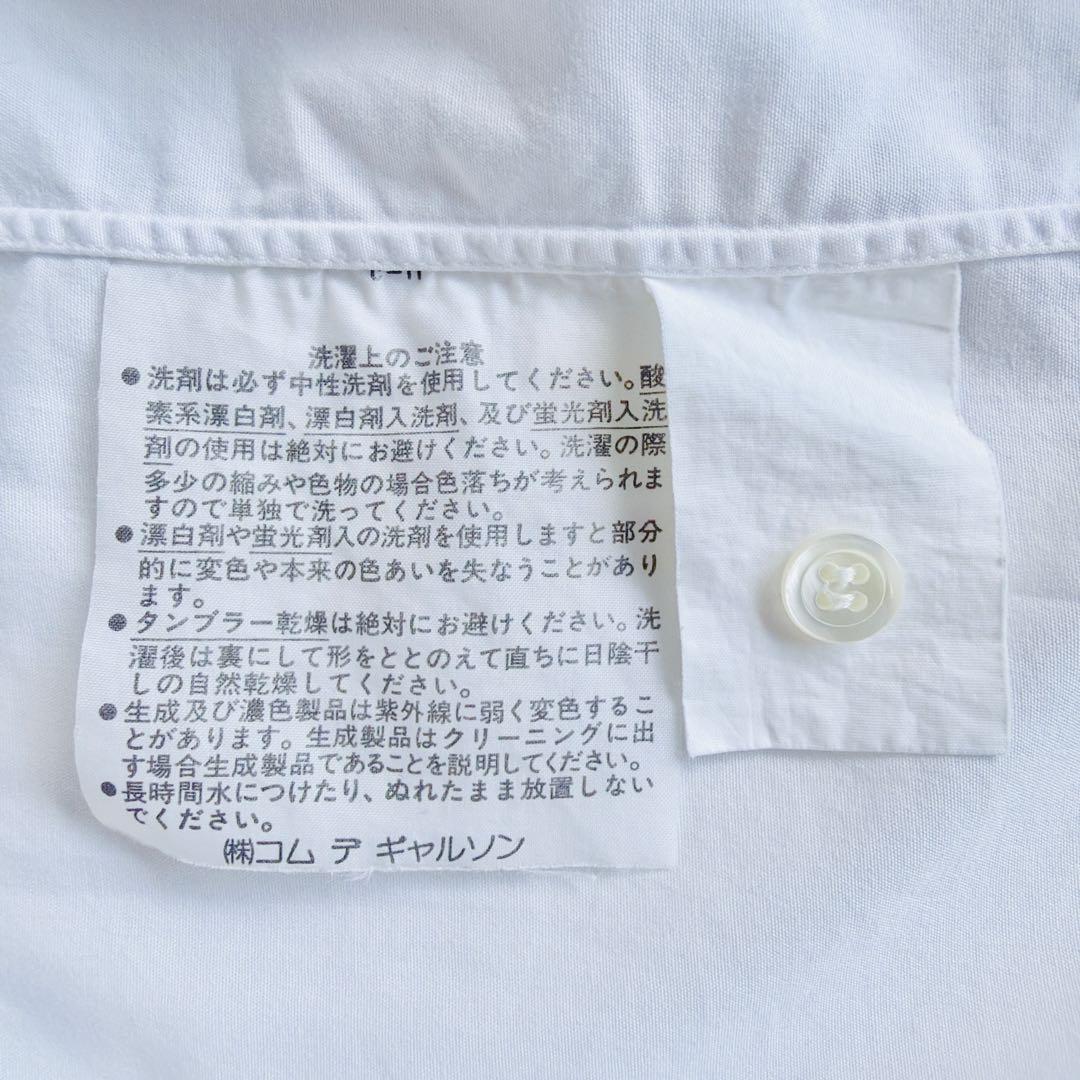 洗濯上のご注意
●洗剤は必ず中性洗剤を使用してください。酸
素系漂白剤、漂白剤入洗剤、及び蛍光剤入洗
剤の使用は絶対にお避けください。洗濯の際
多少の縮みや色物の場合色落ちが考えられま
すので単独で洗ってください。
●漂白剤や蛍光剤入の洗剤を使用しますと部分
的に変色や本来の色あいを失なうことがあり
ます。
●タンブラー乾燥は絶対にお避けください。洗
濯後は裏にして形をととのえて直ちに日陰干
しの自然乾燥してください。
●生成及び濃色製品は紫外線に弱く変色するこ
とがあります。生成製品はクリーニングに出
す場合生成製品であることを説明してください。
●長時間水につけたり、ぬれたまま放置しない
でください。
㈱コム デ ギャルソン